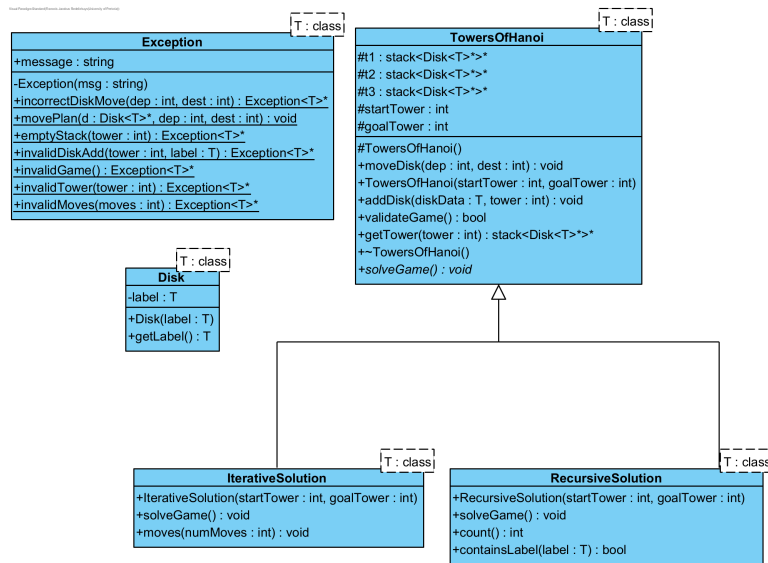 T : class
Exception
+message : string
-Exception(msg : string)
+incorrectDiskMove(dep : int, dest : int) : Exception<T>*
+movePlan(d : Disk<T>*, dep : int, dest : int) : void
+emptyStack(tower : int) : Exception<T>*
+invalidDiskAdd(tower : int, label : T) : Exception<T>*
+invalidGame() : Exception<T>*
+invalidTower(tower : int) : Exception<T>*
+invalidMoves(moves : int) : Exception<T>*
T : class
TowersOfHanoi
#t1 : stack<Disk<T>*>*
#t2 : stack<Disk<T>*>*
#t3 : stack<Disk<T>*>*
#startTower : int
#goalTower : int
#TowersOfHanoi()
+moveDisk(dep : int, dest : int) : void
+TowersOfHanoi(startTower : int, goalTower : int)
+addDisk(diskData : T, tower : int) : void
+validateGame() : bool
+getTower(tower : int) : stack<Disk<T>*>*
+~TowersOfHanoi()
+solveGame() : void
T : class
Disk
-label : T
+Disk(label : T)
+getLabel() : T
T : class
IterativeSolution
+IterativeSolution(startTower : int, goalTower : int)
+solveGame() : void
+moves(numMoves : int) : void
T : class
RecursiveSolution
+RecursiveSolution(startTower : int, goalTower : int)
+solveGame() : void
+count() : int
+containsLabel(label : T) : bool